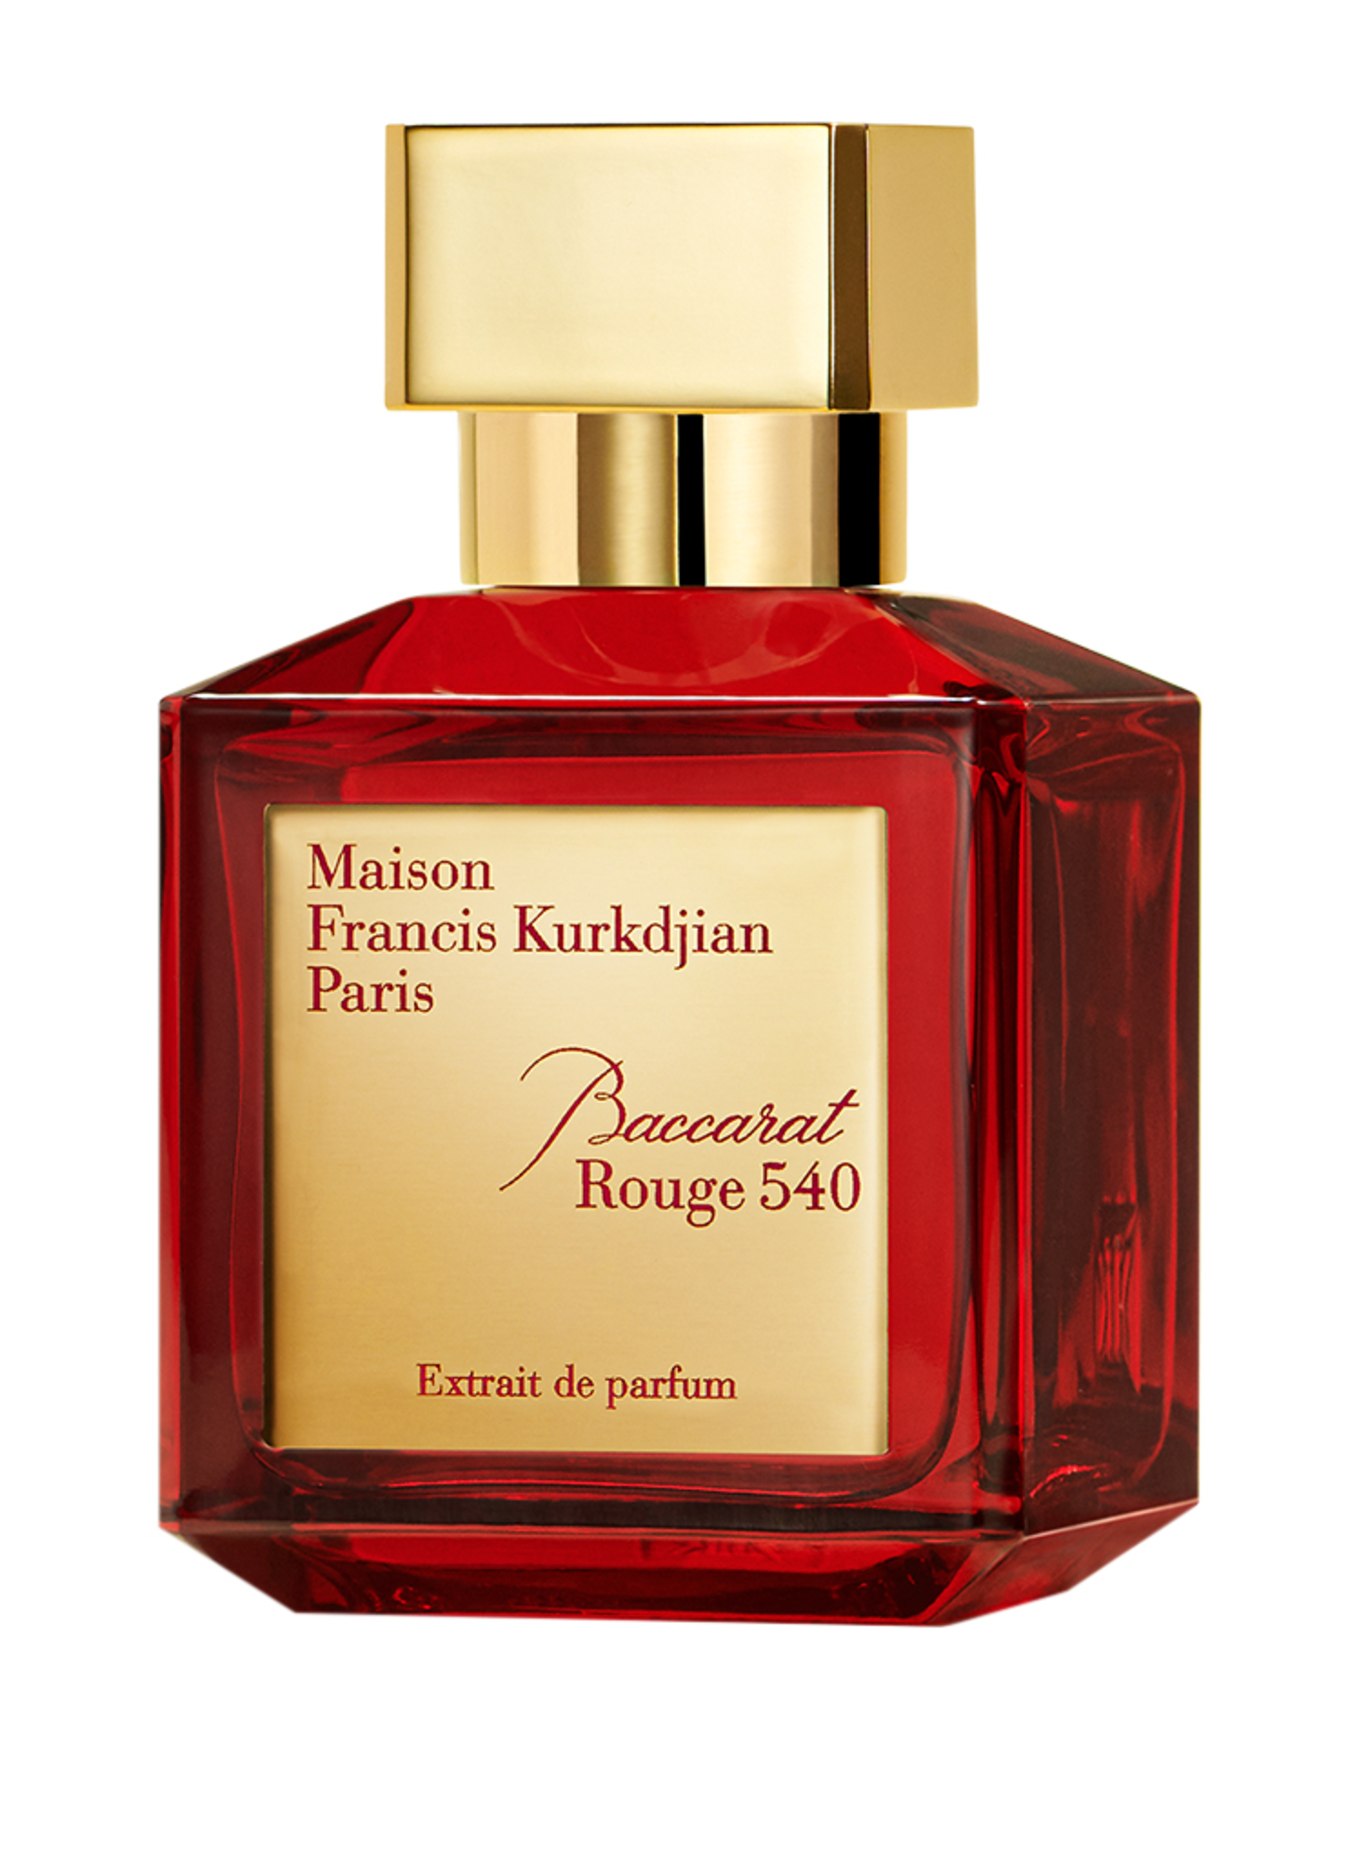 Maison
Francis Kurkdjian
Paris
Baccarat
Rouge 540
Extrait de parfum